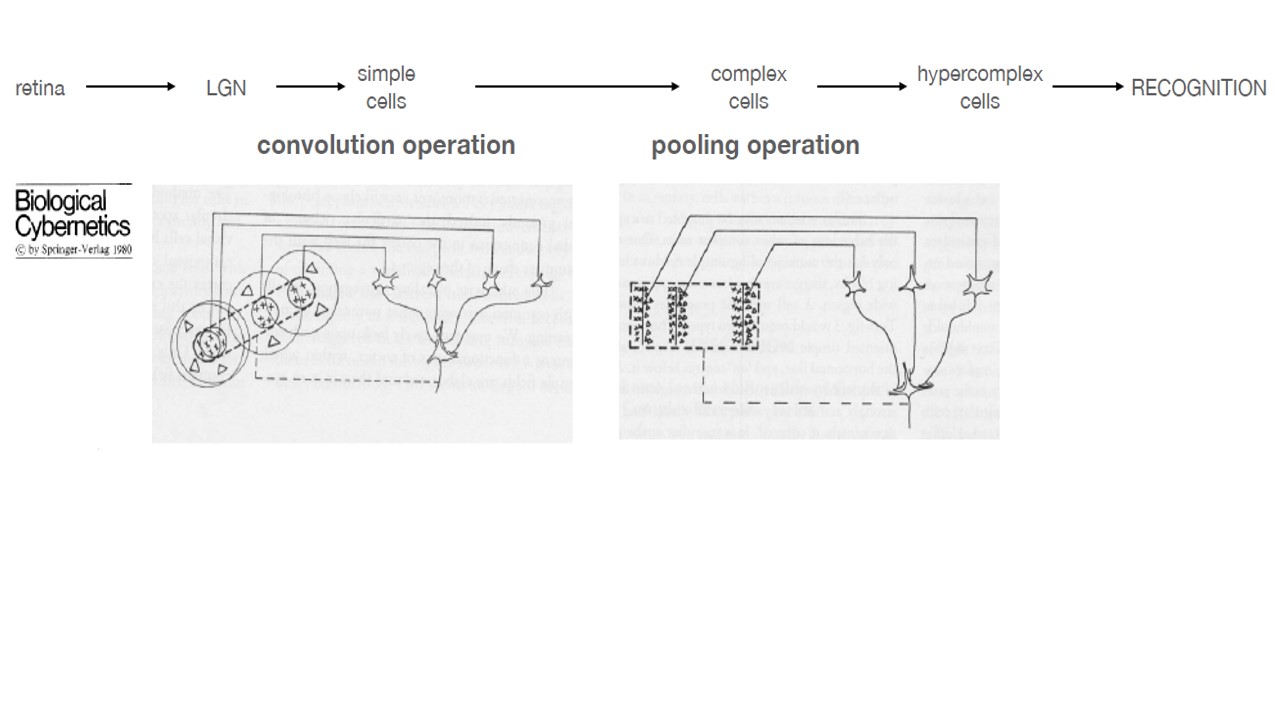 retina
LGN
simple
cells
complex
cells
hypercomplex
cells
RECOGNITION
convolution operation
pooling operation
Biological
Cybernetics
© by Springer-Verlag 1980